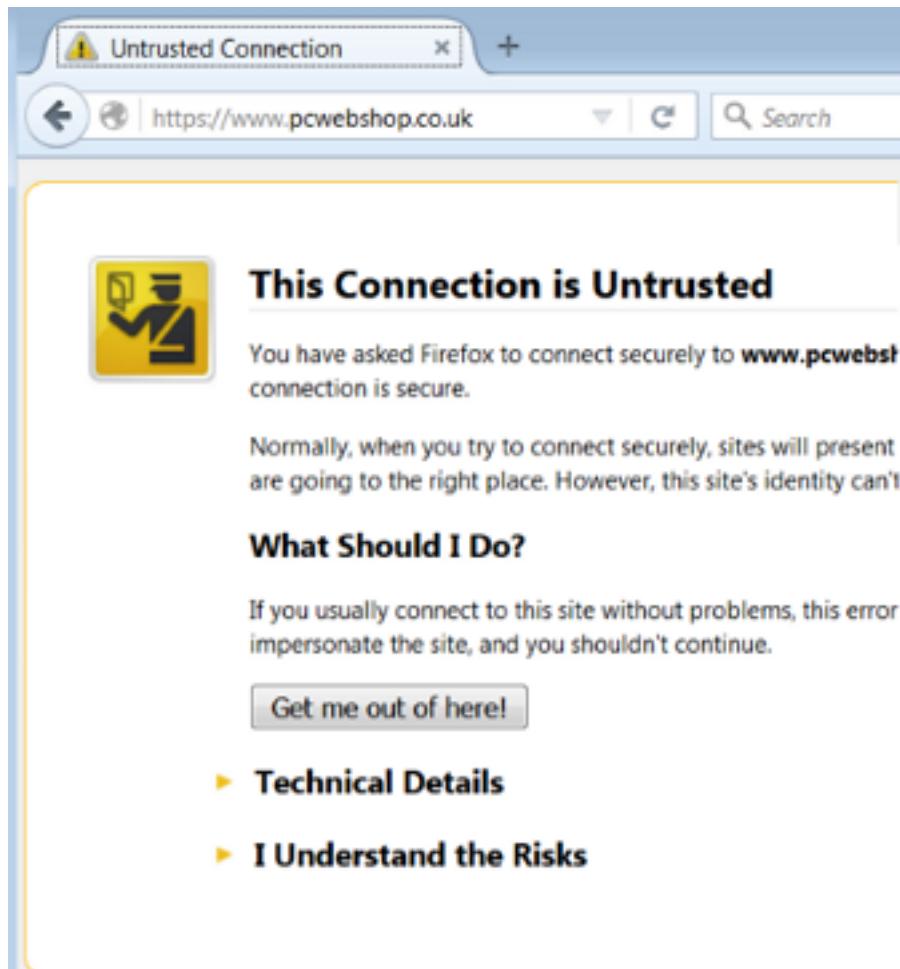 Untrusted Connection
https://www.pcwebshop.co.uk
Search
This Connection is Untrusted
You have asked Firefox to connect securely to www.pcwebsh
connection is secure.
Normally, when you try to connect securely, sites will present
are going to the right place. However, this site's identity can't
What Should I Do?
If you usually connect to this site without problems, this error
impersonate the site, and you shouldn't continue.
Get me out of here!
Technical Details
I Understand the Risks